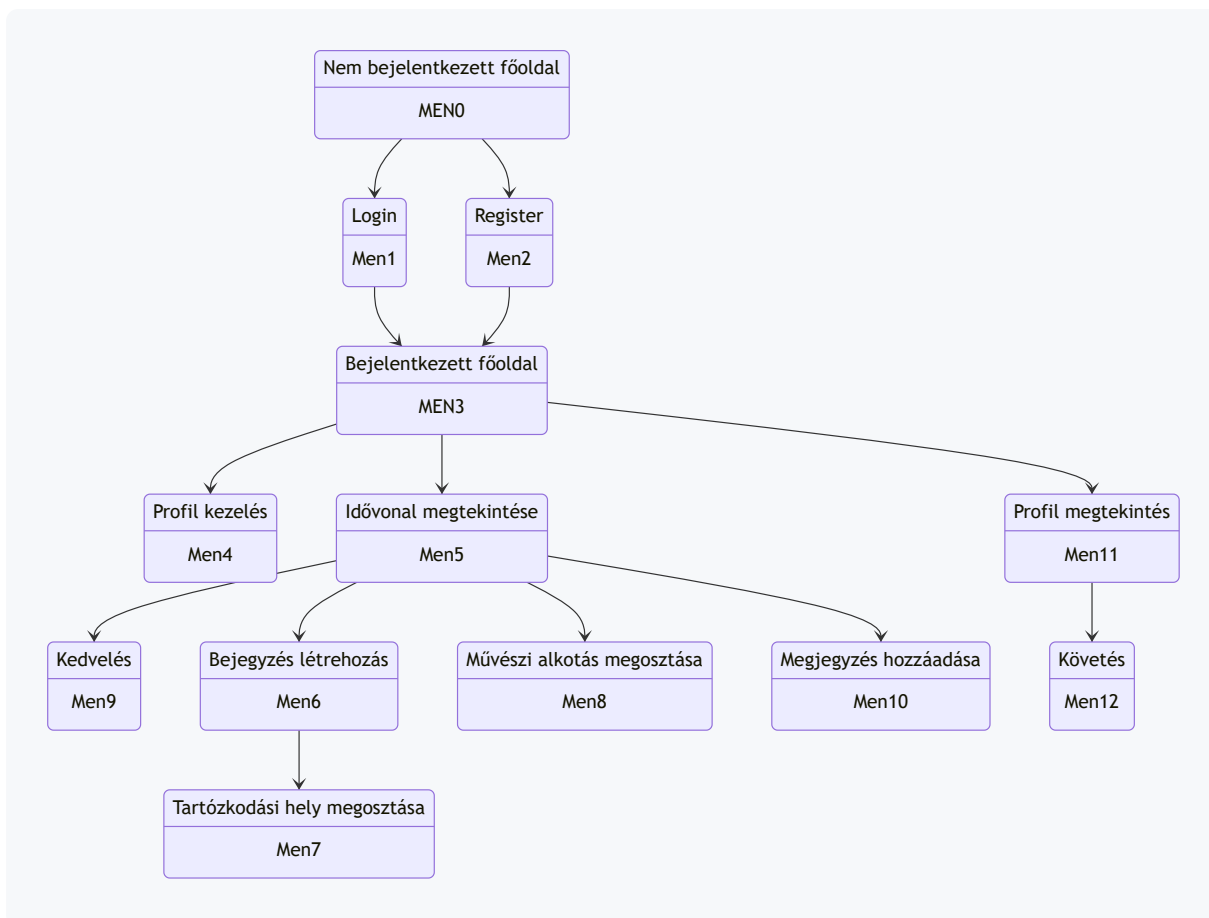 Nem bejelentkezett főoldal
MEN0
Login
Men1
Register
Men2
Bejelentkezett főoldal
MEN3
Profil kezelés
Men4
Idővonal megtekintése
Men5
Profil megtekintés
Men11
Kedvelés
Men9
Bejegyzés létrehozás
Men6
Művészi alkotás megosztása
Men8
Megjegyzés hozzáadása
Men10
Követés
Men12
Tartózkodási hely megosztása
Men7